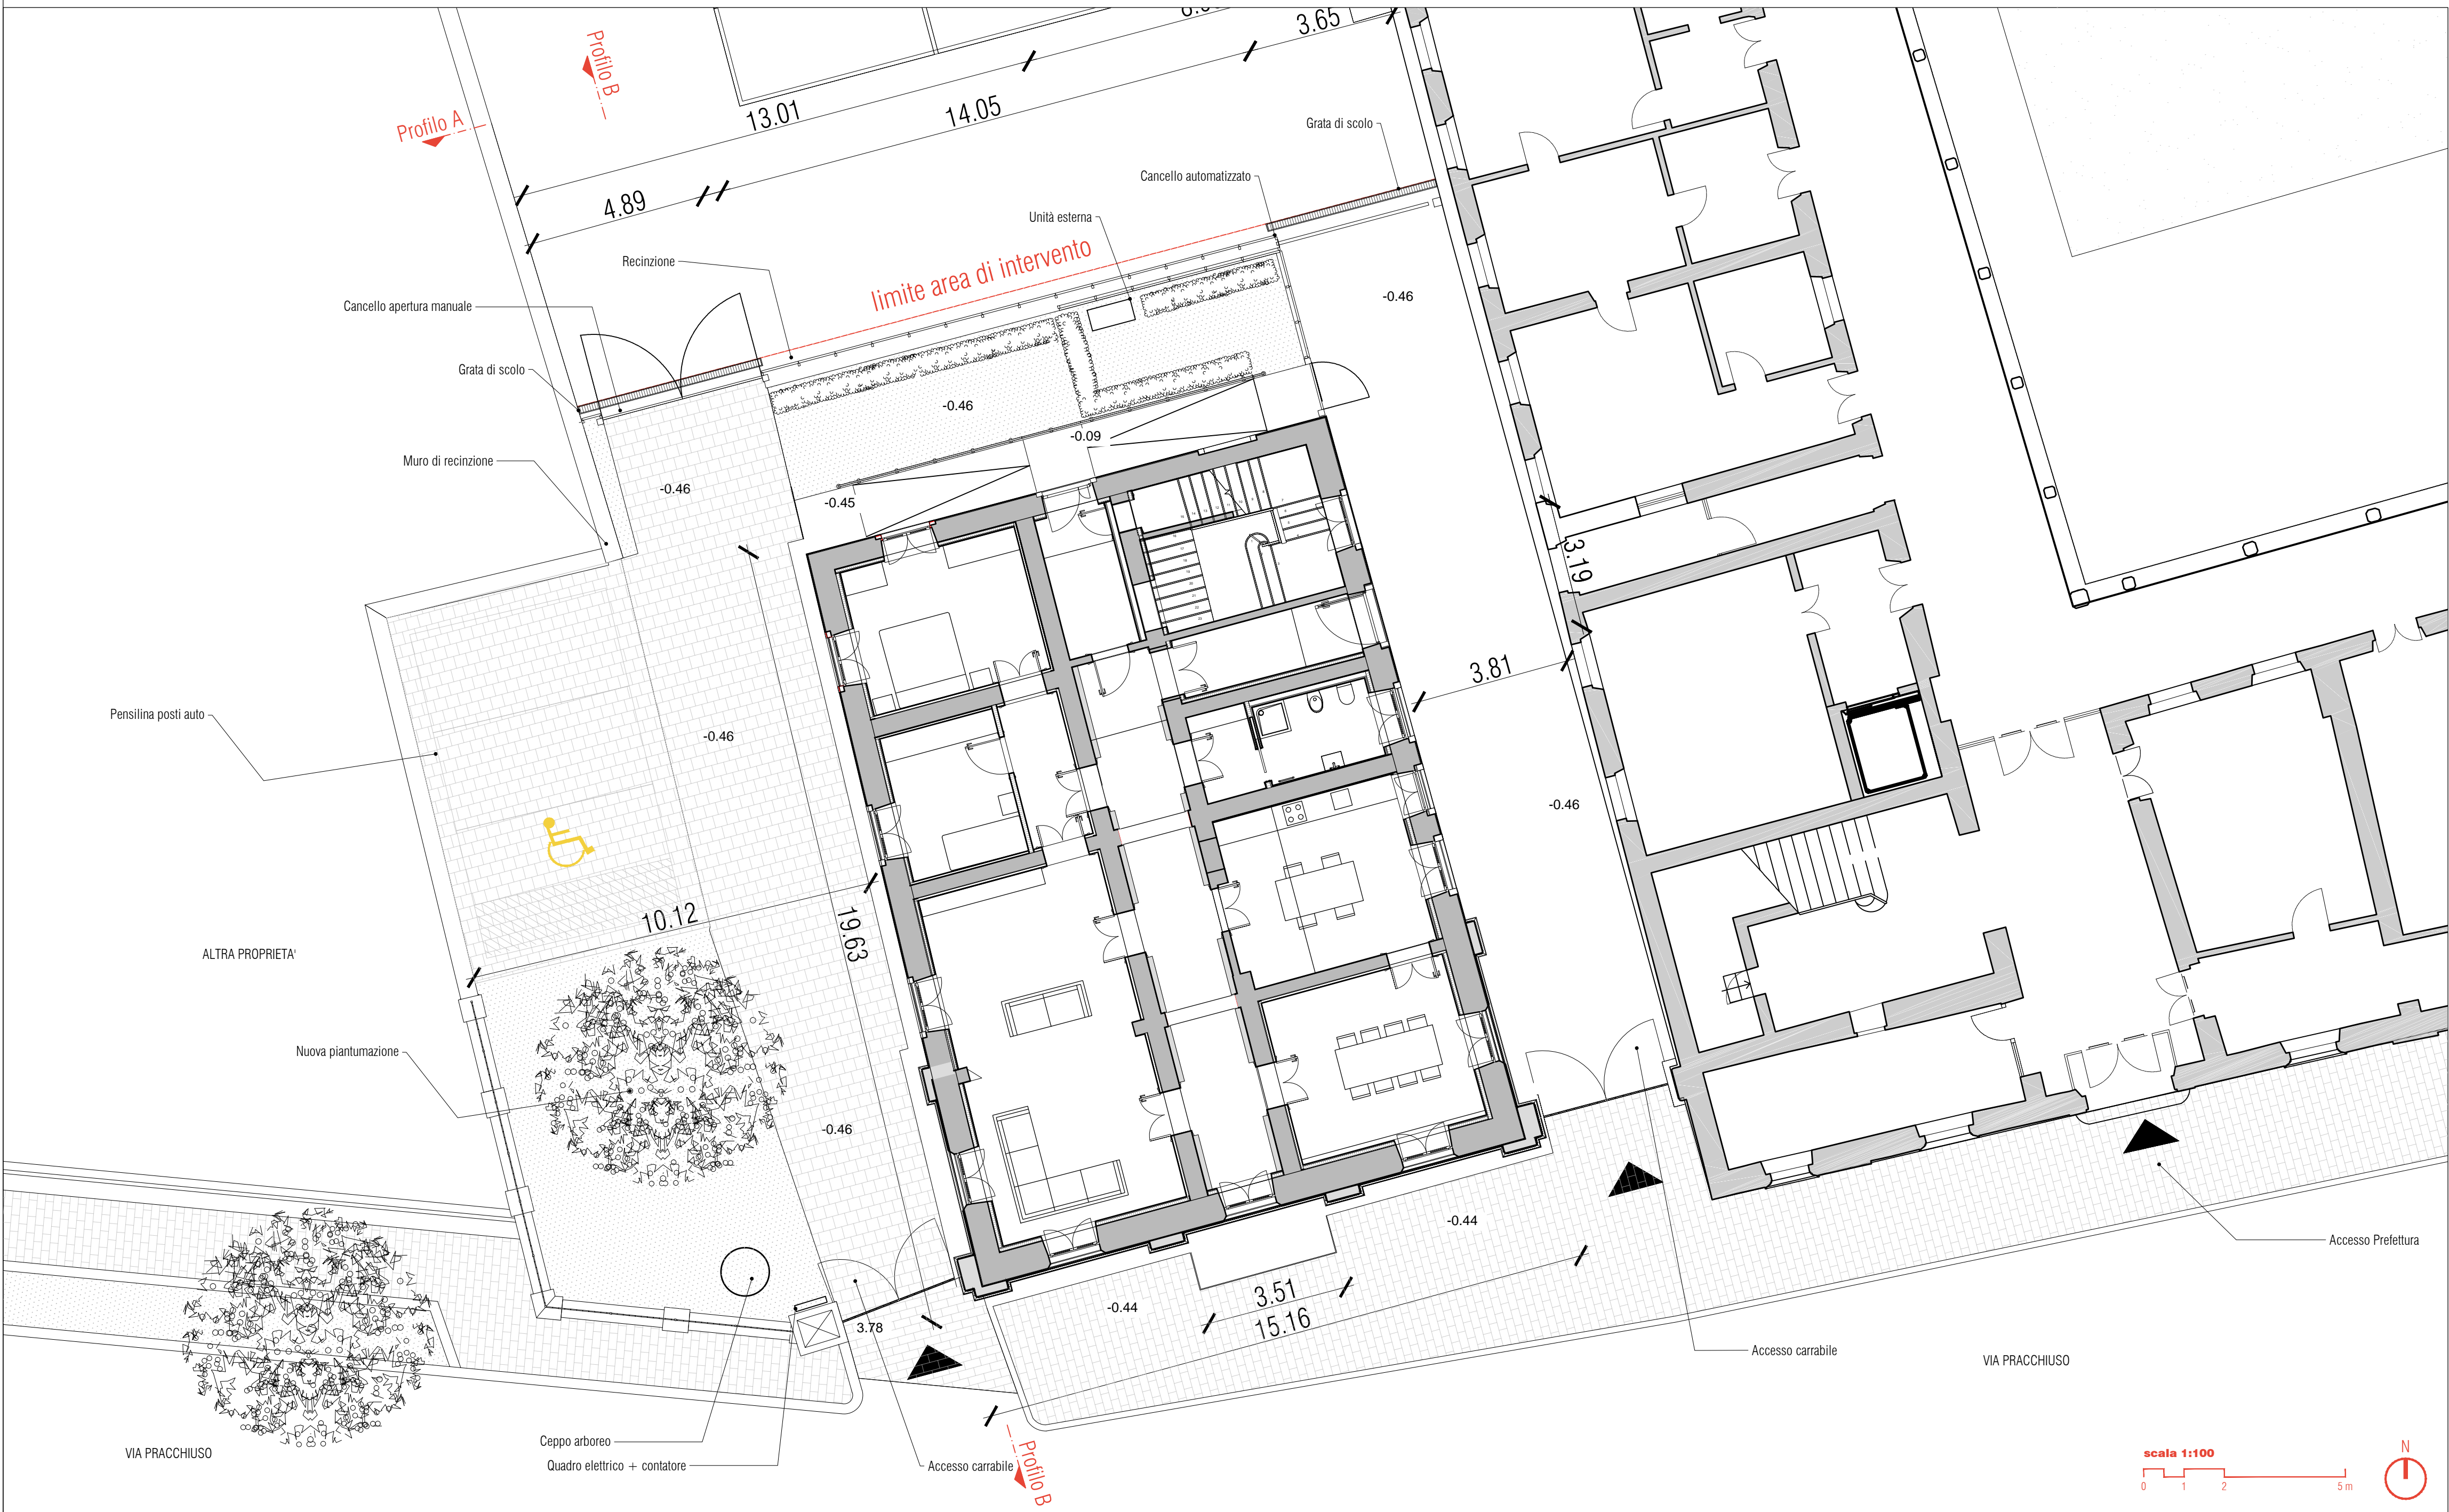 3.65
Profilo B
13.01
14.05
Profilo A
Grata di scolo
Cancello automatizzato
4.89
Unità esterna
Recinzione
limite area di intervento
-0.46
Cancello apertura manuale
Grata di scolo
-0.46
-0.09
Muro di recinzione
-0.46
-0.45
3.19
3.81
Pensilina posti auto
-0.46
-0.46
10.12
19.63
ALTRA PROPRIETA'
Nuova piantumazione
-0.46
-0.44
Accesso Prefettura
3.51
-0.44
15.16
3.78
Accesso carrabile
VIA PRACCHIUSO
VIA PRACCHIUSO
Ceppo arboreo
Quadro elettrico + contatore
Accesso carrabile
Profilo B
scala 1:100
N
0 1 2 5 m